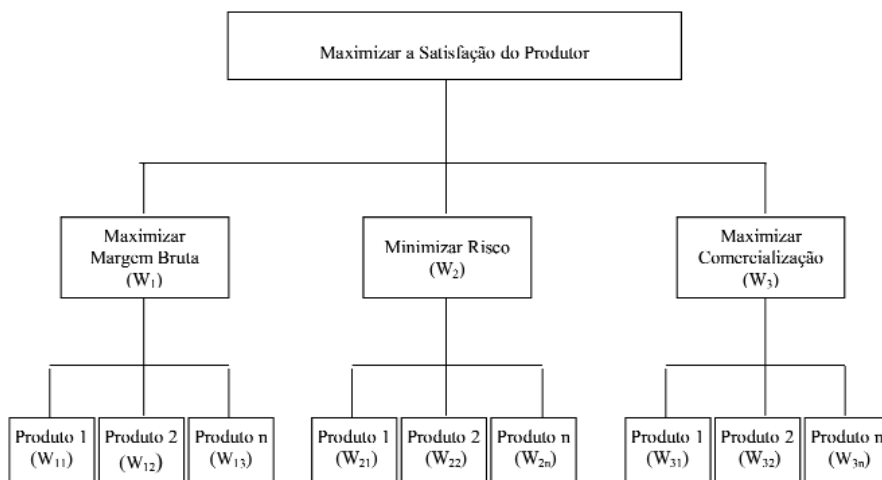 Maximizar a Satisfação do Produtor
Maximizar
Margem Bruta
(W₁)
Minimizar Risco
(W₂)
Maximizar
Comercialização
(W₃)
Produto 1
(W₁₁)
Produto 2
(W₁₂)
Produto n
(W₁₃)
Produto 1
(W₂₁)
Produto 2
(W₂₂)
Produto n
(W₂ₙ)
Produto 1
(W₃₁)
Produto 2
(W₃₂)
Produto n
(W₃ₙ)